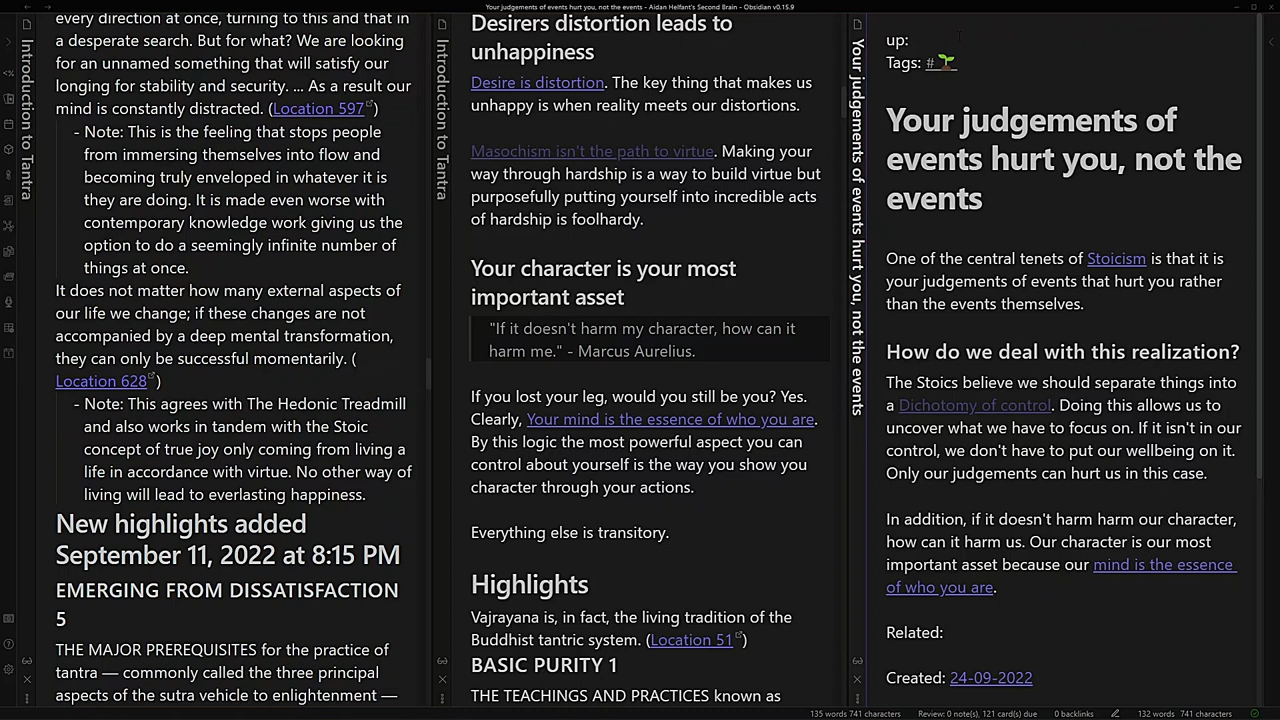 Your judgements of events hurt you, not the events - Aidan Helfant's Second Brain - Obsidian v0.15.9
Introduction to Tantra
every direction at once, turning to this and that in
a desperate search. But for what? We are looking
for an unnamed something that will satisfy our
longing for stability and security. ... As a result our
mind is constantly distracted. (Location 597)
- Note: This is the feeling that stops people
from immersing themselves into flow and
becoming truly enveloped in whatever it is
they are doing. It is made even worse with
contemporary knowledge work giving us the
option to do a seemingly infinite number of
things at once.
It does not matter how many external aspects of
our life we change; if these changes are not
accompanied by a deep mental transformation,
they can only be successful momentarily. (
Location 628)
- Note: This agrees with The Hedonic Treadmill
and also works in tandem with the Stoic
concept of true joy only coming from living a
life in accordance with virtue. No other way of
living will lead to everlasting happiness.
New highlights added
September 11, 2022 at 8:15 PM
EMERGING FROM DISSATISFACTION
5
THE MAJOR PREREQUISITES for the practice of
tantra — commonly called the three principal
aspects of the sutra vehicle to enlightenment —
Introduction to Tantra
Desirers distortion leads to
unhappiness
Desire is distortion. The key thing that makes us
unhappy is when reality meets our distortions.
Masochism isn't the path to virtue. Making your
way through hardship is a way to build virtue but
purposefully putting yourself into incredible acts
of hardship is foolhardy.
Your character is your most
important asset
"If it doesn't harm my character, how can it
harm me." - Marcus Aurelius.
If you lost your leg, would you still be you? Yes.
Clearly, Your mind is the essence of who you are.
By this logic the most powerful aspect you can
control about yourself is the way you show you
character through your actions.
Everything else is transitory.
Highlights
Vajrayana is, in fact, the living tradition of the
Buddhist tantric system. (Location 51)
BASIC PURITY 1
THE TEACHINGS AND PRACTICES known as
Your judgements of events hurt you, not the events
up:
Tags: #🌱
Your judgements of
events hurt you, not the
events
One of the central tenets of Stoicism is that it is
your judgements of events that hurt you rather
than the events themselves.
How do we deal with this realization?
The Stoics believe we should separate things into
a Dichotomy of control. Doing this allows us to
uncover what we have to focus on. If it isn't in our
control, we don't have to put our wellbeing on it.
Only our judgements can hurt us in this case.
In addition, if it doesn't harm harm our character,
how can it harm us. Our character is our most
important asset because our mind is the essence
of who you are.
Related:
Created: 24-09-2022
135 words 741 characters Review: 0 note(s), 121 card(s) due 0 backlinks 132 words 741 characters